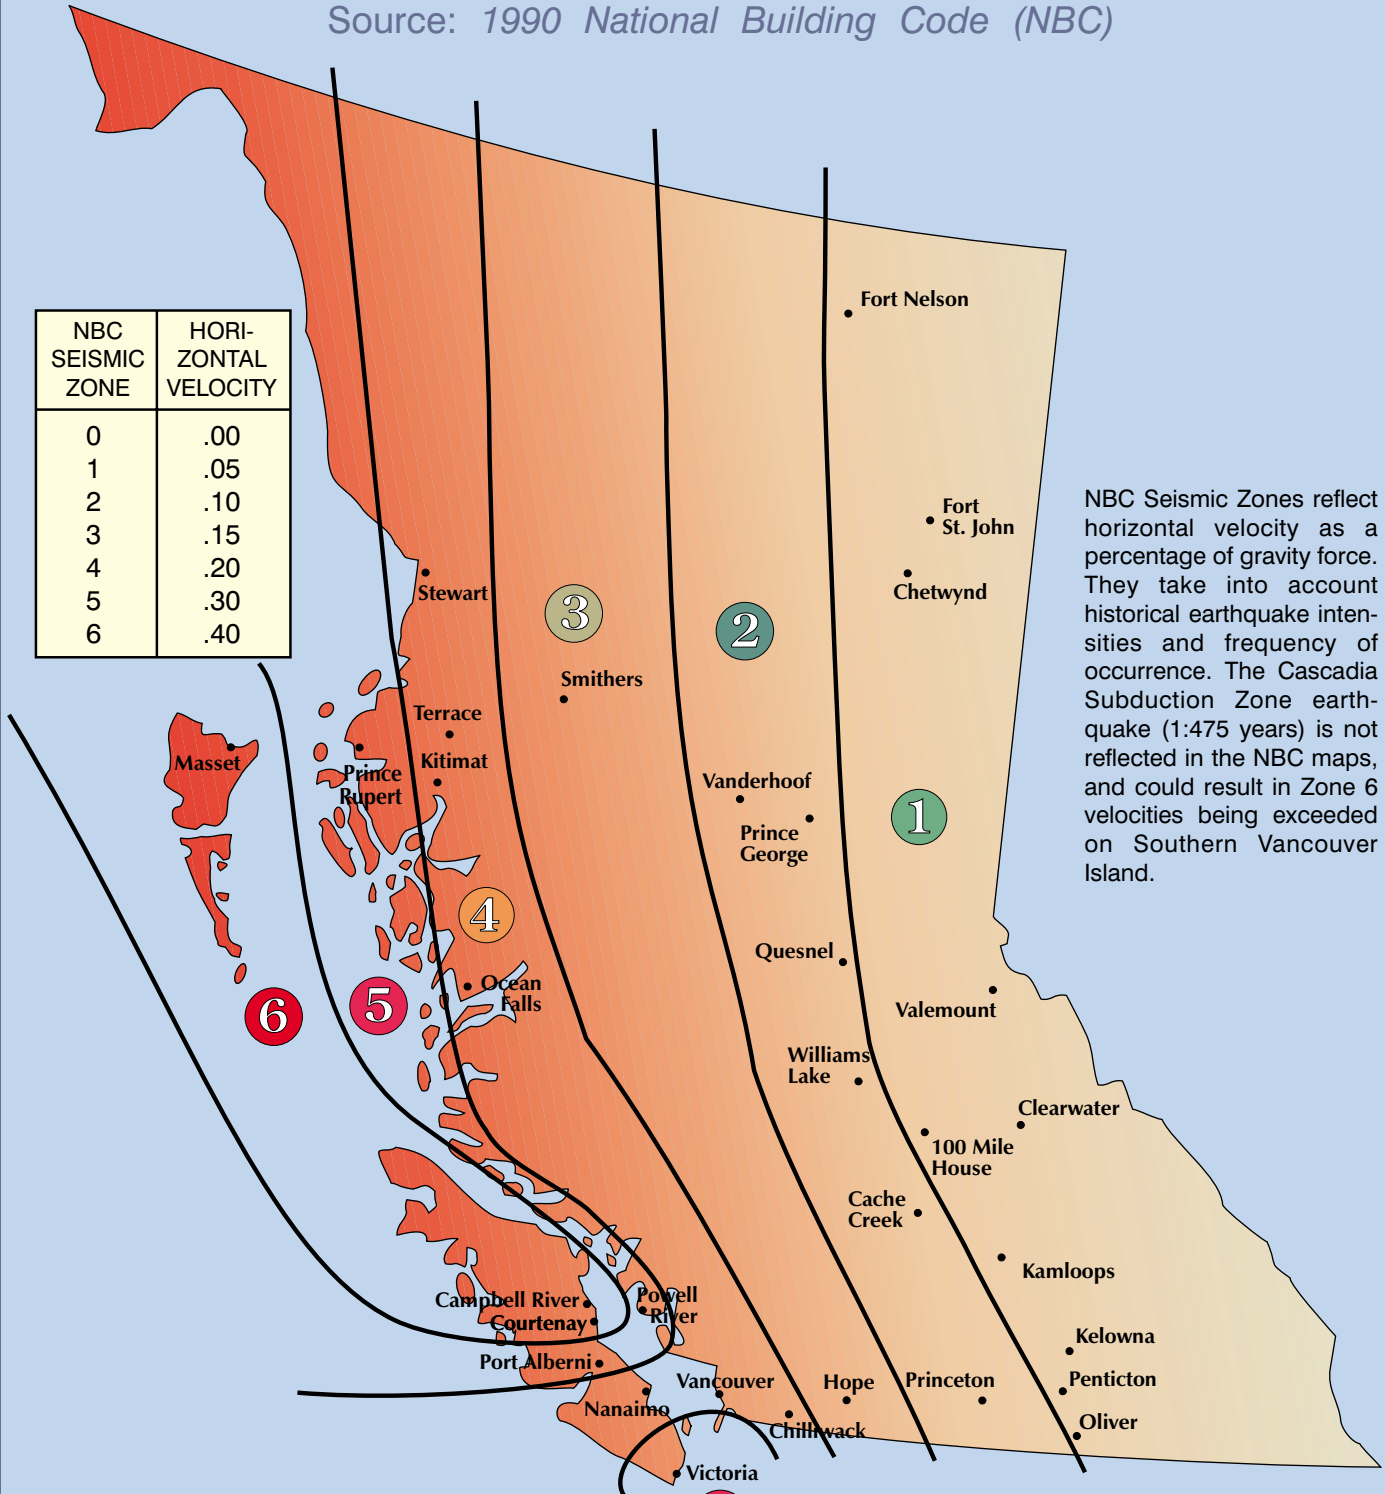 Source: 1990 National Building Code (NBC)
Fort Nelson
NBC SEISMIC ZONE HORI-ZONTAL VELOCITY
0 .00
1 .05
2 .10
3 .15
4 .20
5 .30
6 .40
Fort
St. John
Chetwynd
NBC Seismic Zones reflect
horizontal velocity as a
percentage of gravity force.
They take into account
historical earthquake inten-
sities and frequency of
occurrence. The Cascadia
Subduction Zone earth-
quake (1:475 years) is not
reflected in the NBC maps,
and could result in Zone 6
velocities being exceeded
on Southern Vancouver
Island.
Stewart
3
2
Smithers
Terrace
Kitimat
Masset
Prince
Rupert
Vanderhoof
Prince
George
1
4
Quesnel
Ocean
Falls
5
6
Valemount
Williams
Lake
Clearwater
100 Mile
House
Cache
Creek
Kamloops
Campbell River
Courtenay
Powell
River
Kelowna
Port Alberni
Vancouver
Hope
Princeton
Penticton
Nanaimo
Chilliwack
Oliver
Victoria